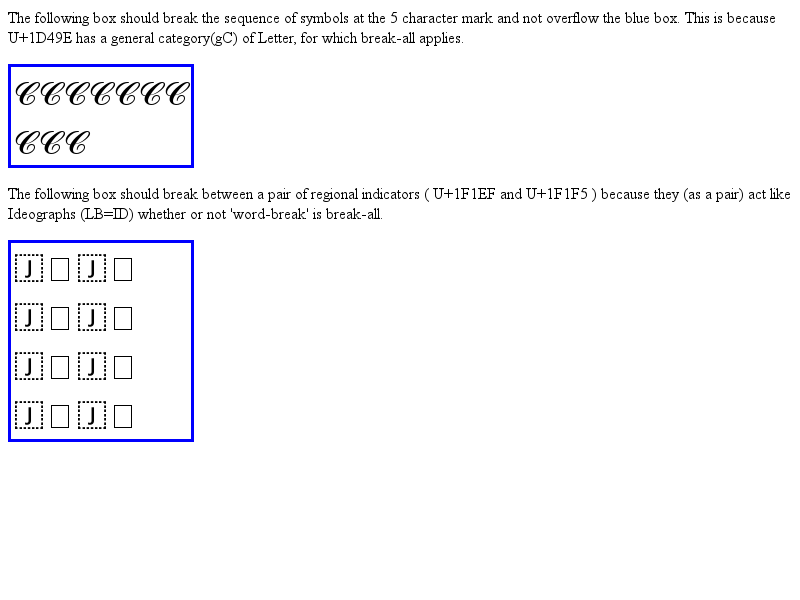 The following box should break the sequence of symbols at the 5 character mark and not overflow the blue box. This is because
U+1D49E has a general category(gC) of Letter, for which break-all applies.
𝒞𝒞𝒞𝒞𝒞𝒞𝒞
𝒞𝒞𝒞
The following box should break between a pair of regional indicators ( U+1F1EF and U+1F1F5 ) because they (as a pair) act like
Ideographs (LB=ID) whether or not 'word-break' is break-all.
🇯 □ 🇯 □
🇯 □ 🇯 □
🇯 □ 🇯 □
🇯 □ 🇯 □